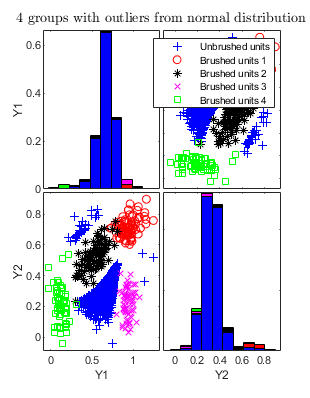 4 groups with outliers from normal distribution
Unbrushed units
Brushed units 1
Brushed units 2
Brushed units 3
Brushed units 4
Y1
0.6
0.4
0.2
0
Y2
0.8
0.6
0.4
0.2
0
0 0.5 1
Y1
0 0.2 0.4 0.6 0.8
Y2